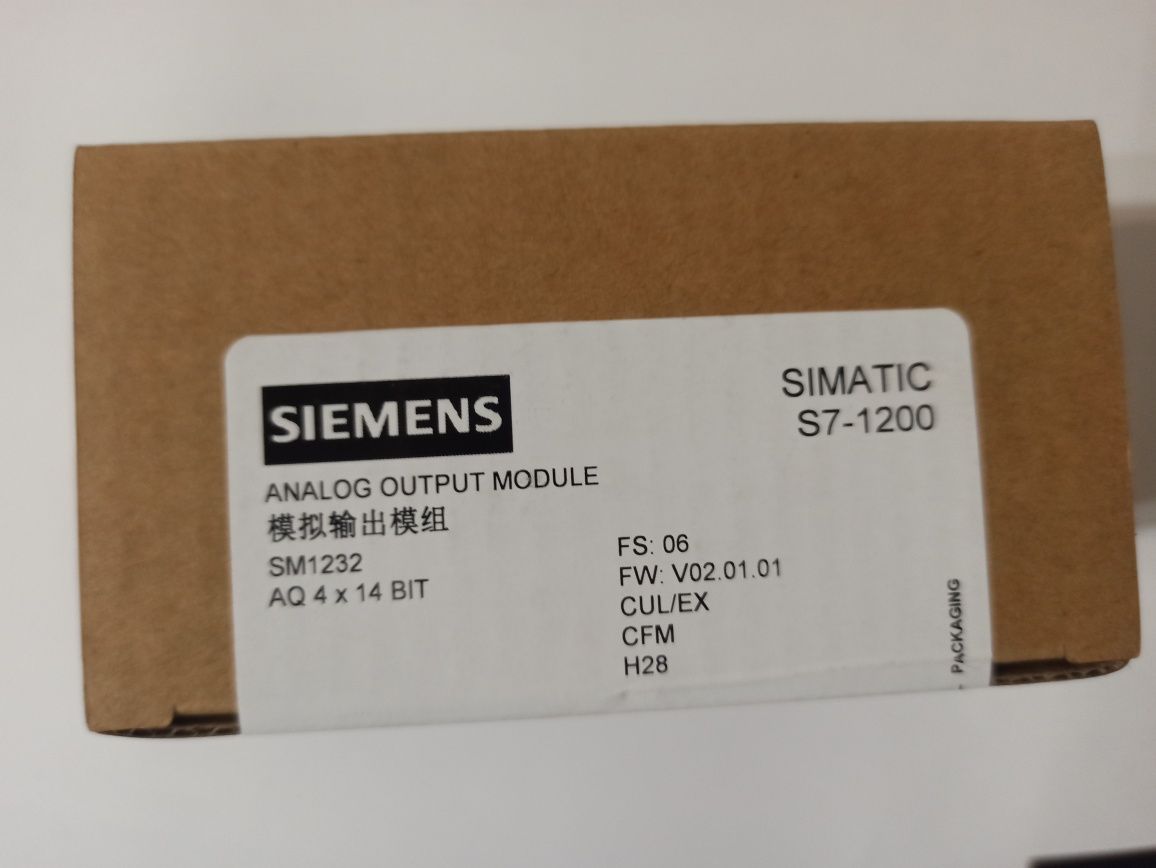 SIEMENS
SIMATIC
S7-1200
ANALOG OUTPUT MODULE
模拟输出模组
SM1232
AQ 4 x 14 BIT
FS: 06
FW: V02.01.01
CUL/EX
CFM
H28
PACKAGING